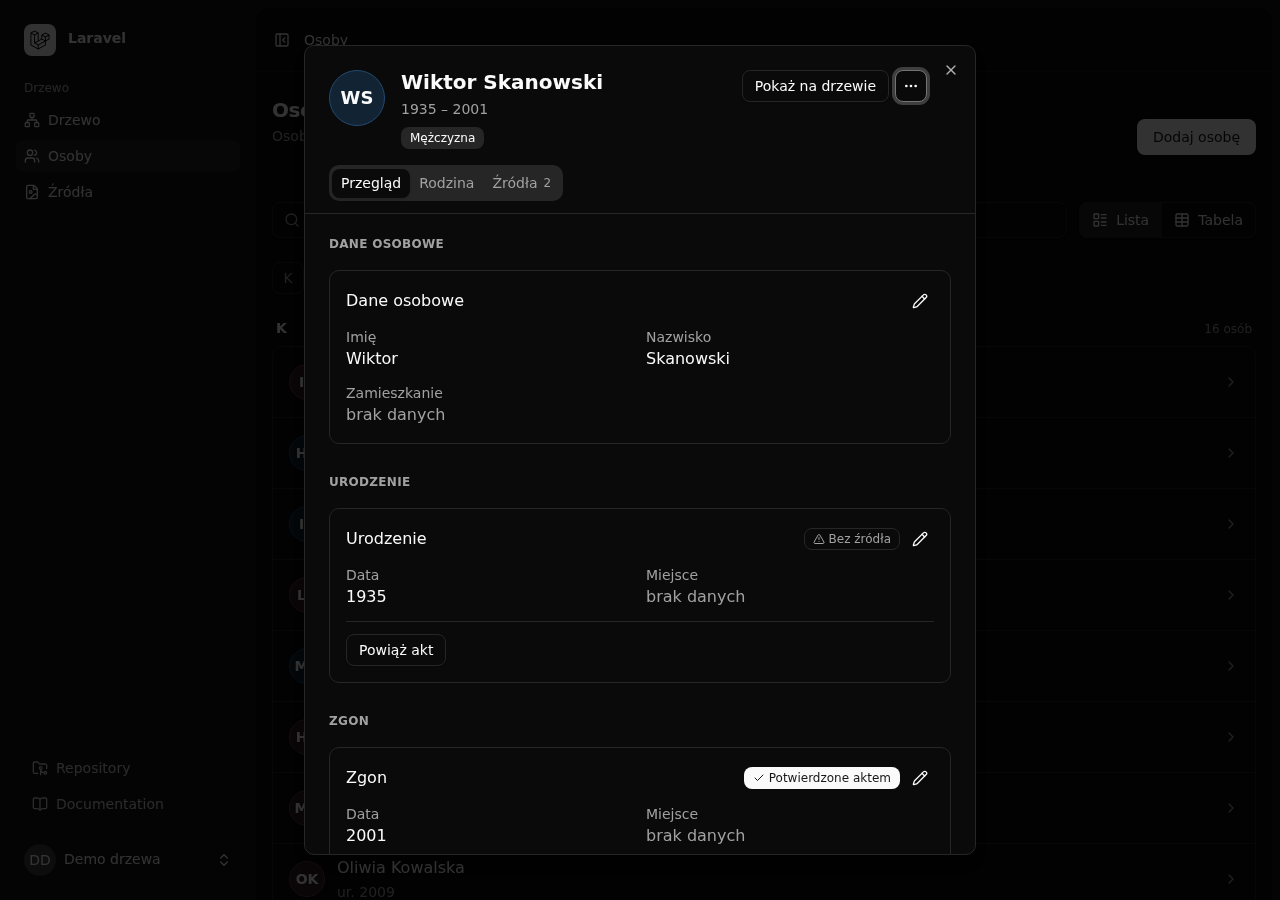 Laravel
Osoby
Drzewo
Drzewo
Osoby
Źródła
Dodaj osobę
Lista
Tabela
K
K
16 osób
WS
Wiktor Skanowski
1935 – 2001
Mężczyzna
Pokaż na drzewie
Przegląd
Rodzina
Źródła 2
DANE OSOBOWE
Dane osobowe
Imię
Nazwisko
Wiktor
Skanowski
Zamieszkanie
brak danych
URODZENIE
Urodzenie
Bez źródła
Data
Miejsce
1935
brak danych
Powiąż akt
ZGON
Zgon
Potwierdzone aktem
Data
Miejsce
2001
brak danych
Repository
Documentation
DD
Demo drzewa
OK
Oliwia Kowalska
ur. 2009